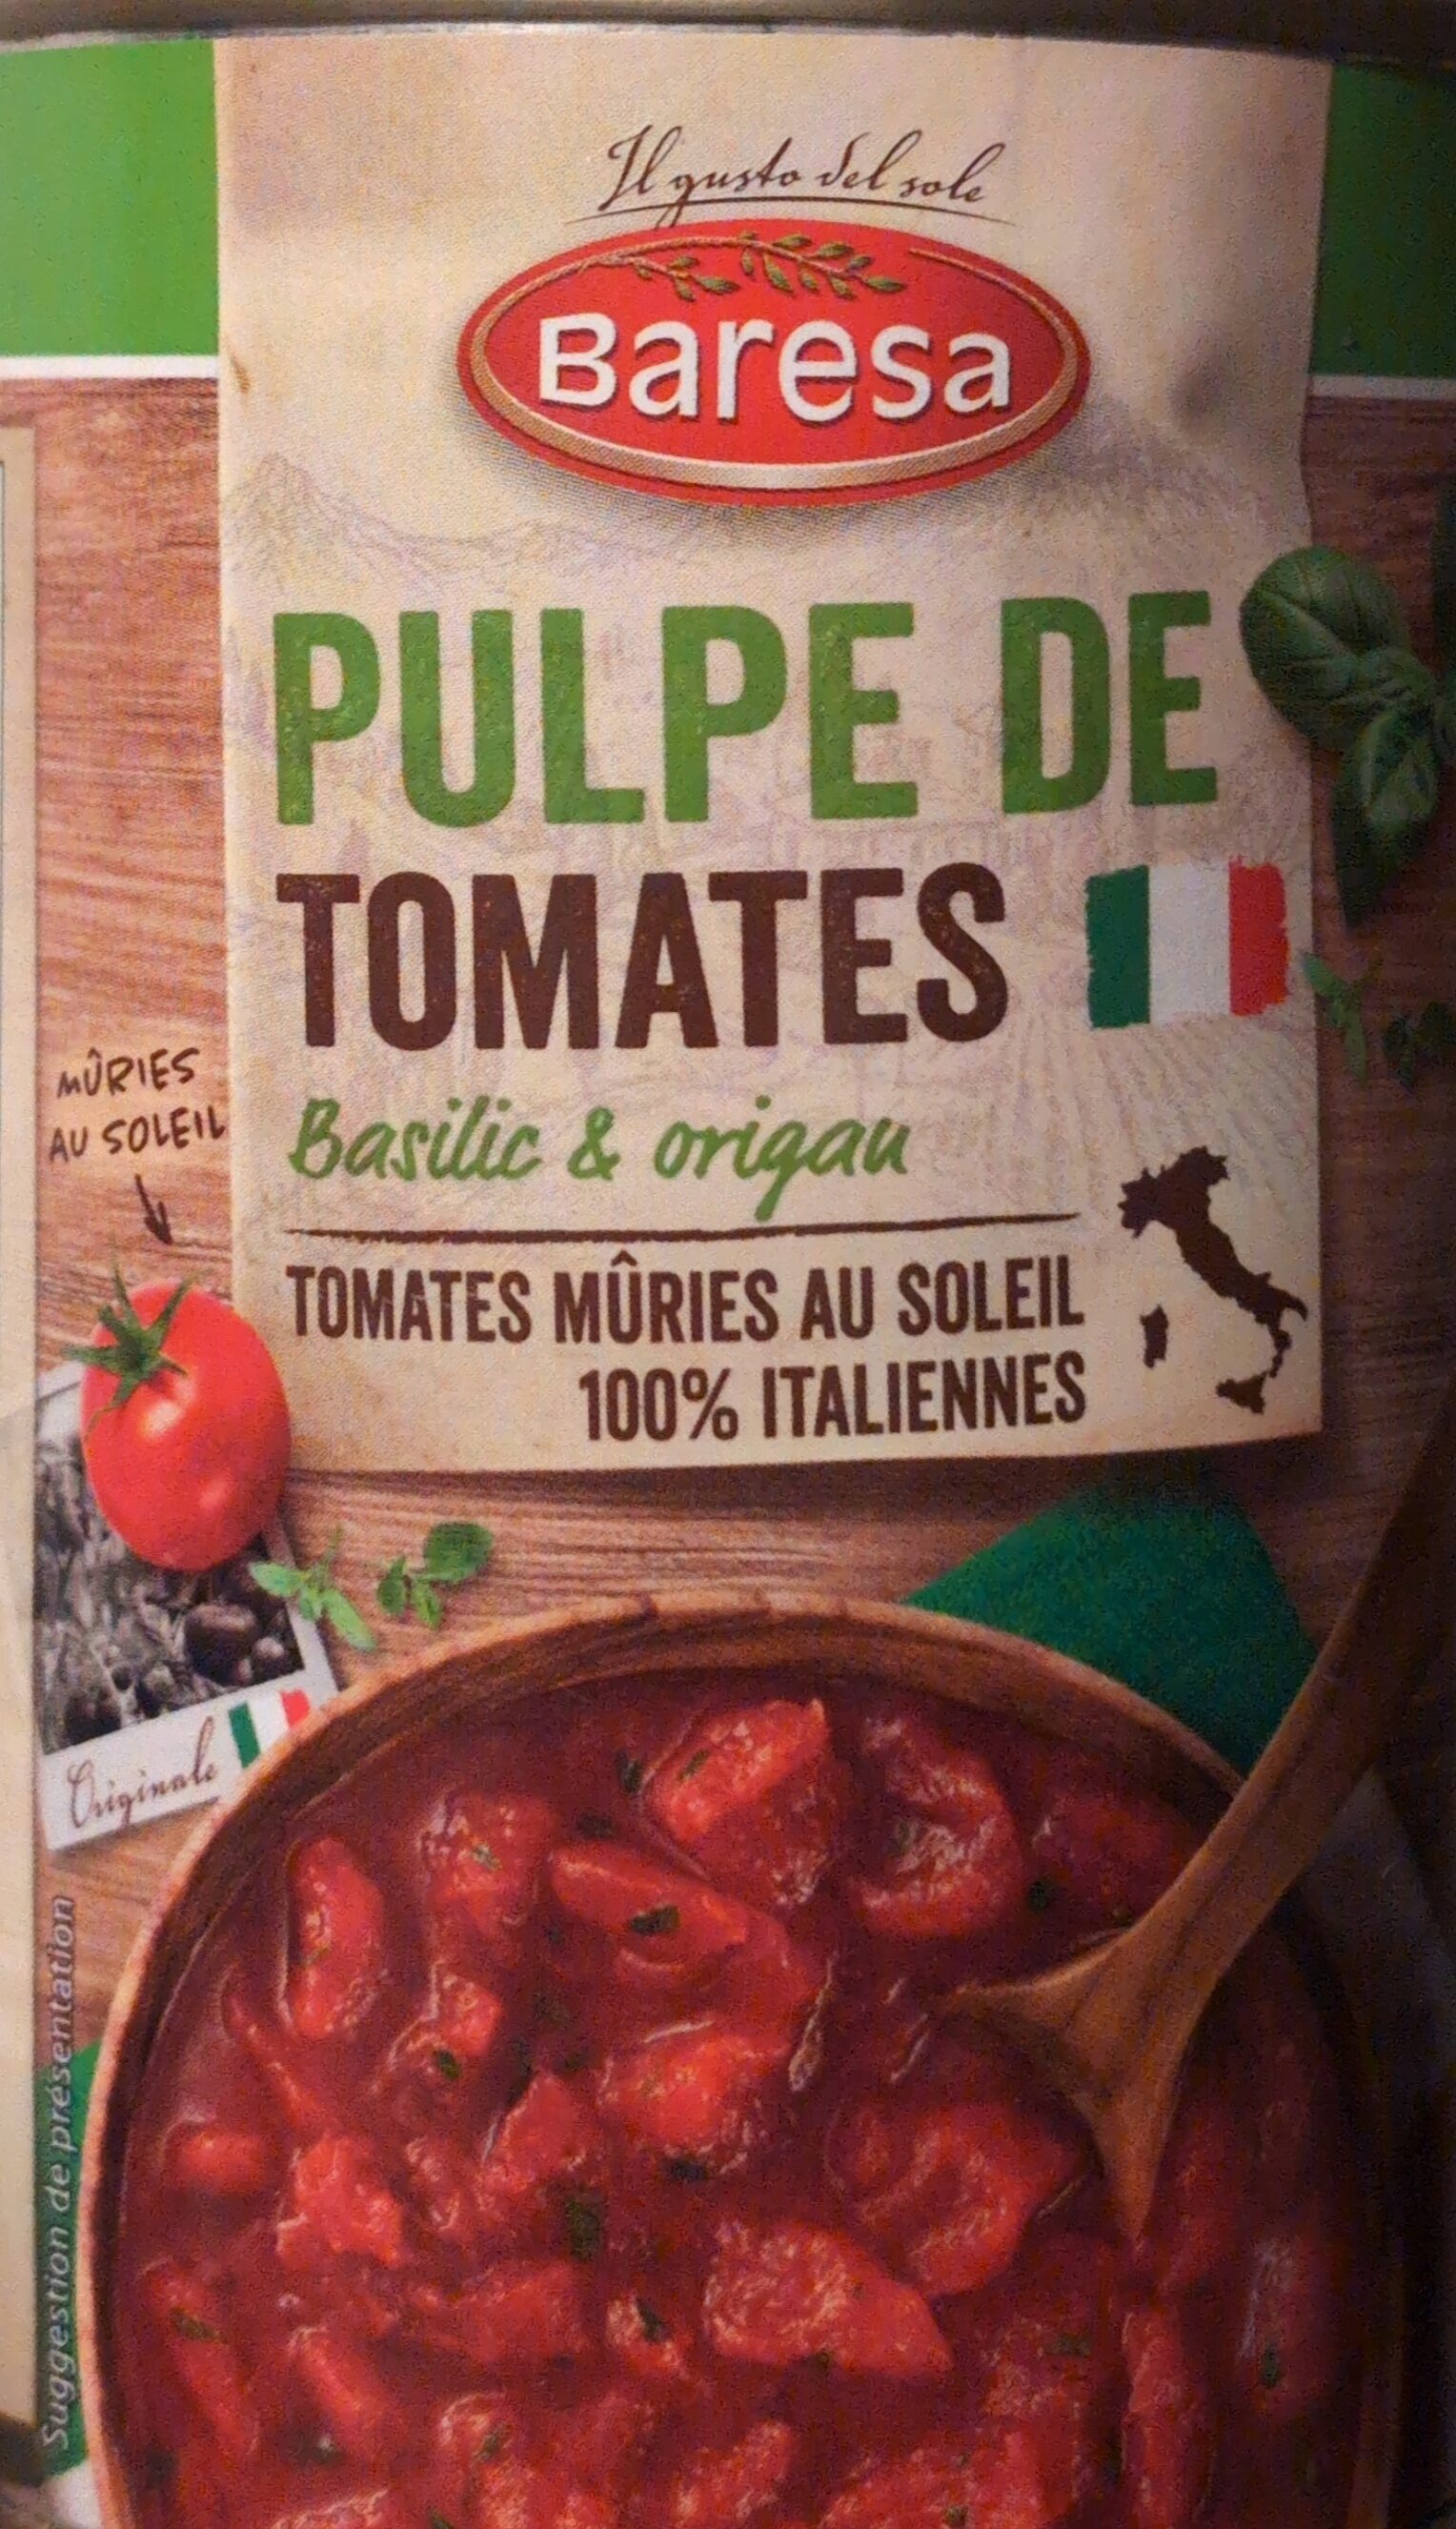 Il gusto del sole
Baresa
PULPE DE
TOMATES
Basilic & origan
TOMATES MÛRIES AU SOLEIL
100% ITALIENNES
MÛRIES
AU SOLEIL
Originale
Suggestion de présentation